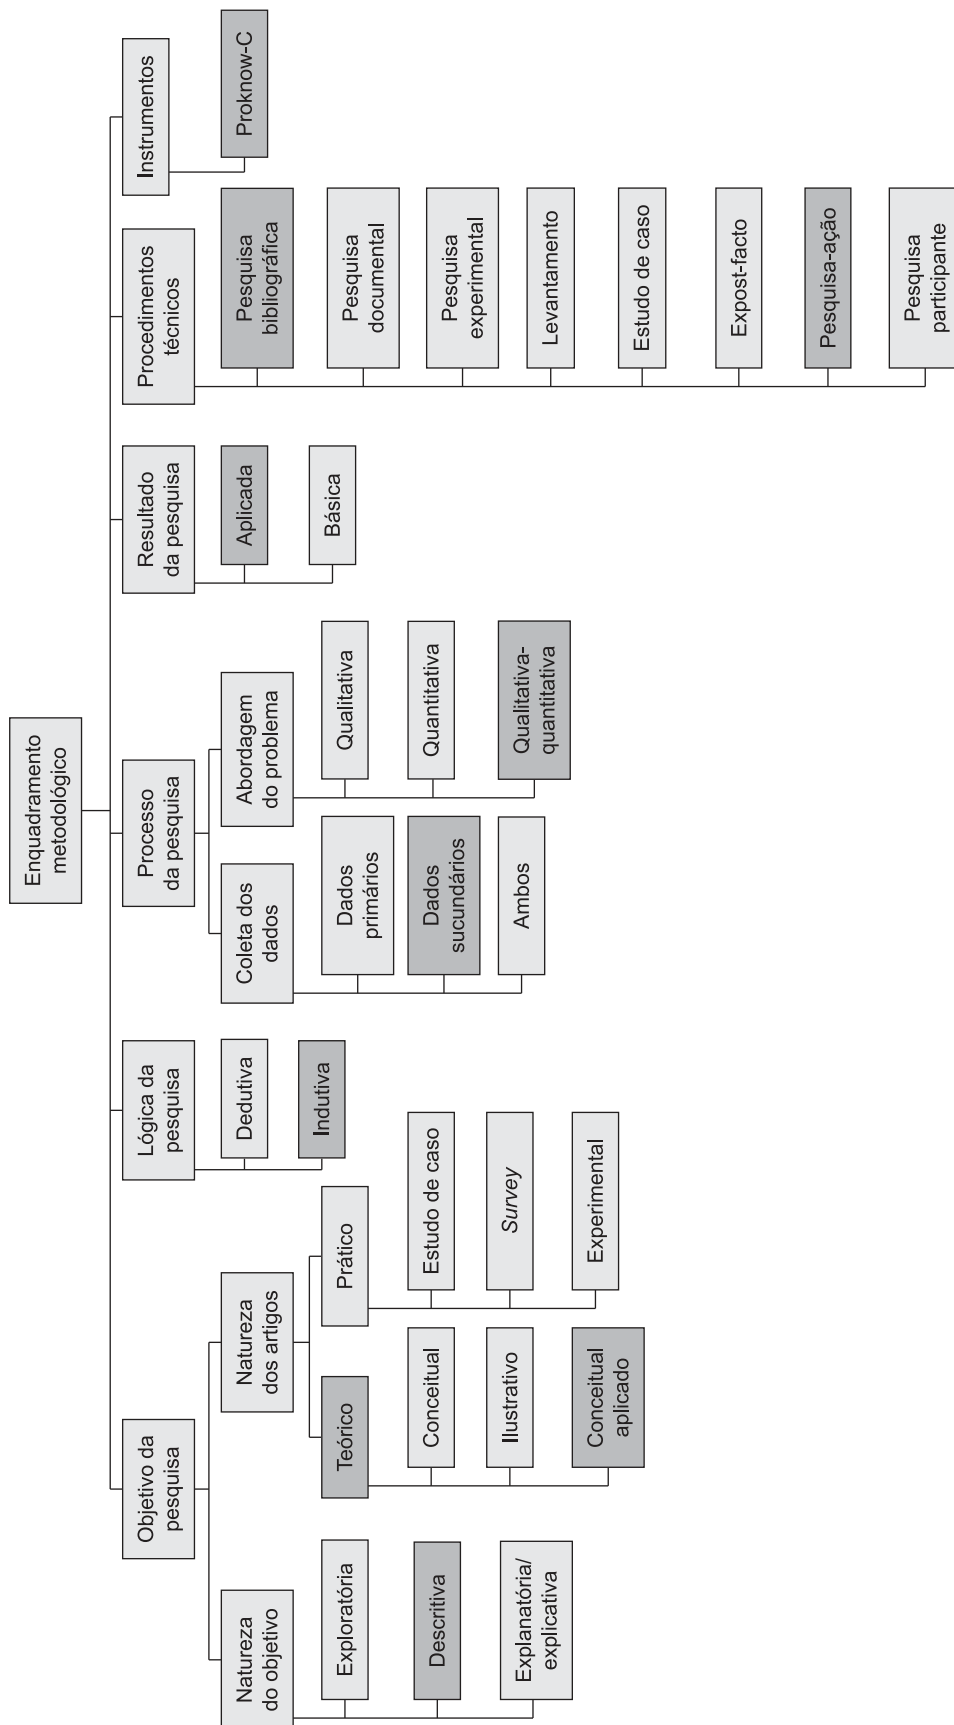 Enquadramento
metodológico
Objetivo da
pesquisa
Natureza
do objetivo
Exploratória
Descritiva
Explanatória/
explicativa
Natureza
dos artigos
Teórico
Conceitual
Ilustrativo
Conceitual
aplicado
Prático
Estudo de caso
Survey
Experimental
Lógica da
pesquisa
Dedutiva
Indutiva
Processo
da pesquisa
Coleta dos
dados
Dados
primários
Dados
sucundários
Ambos
Abordagem
do problema
Qualitativa
Quantitativa
Qualitativa-
quantitativa
Resultado
da pesquisa
Aplicada
Básica
Procedimentos
técnicos
Pesquisa
bibliográfica
Pesquisa
documental
Pesquisa
experimental
Levantamento
Estudo de caso
Expost-facto
Pesquisa-ação
Pesquisa
participante
Instrumentos
Proknow-C